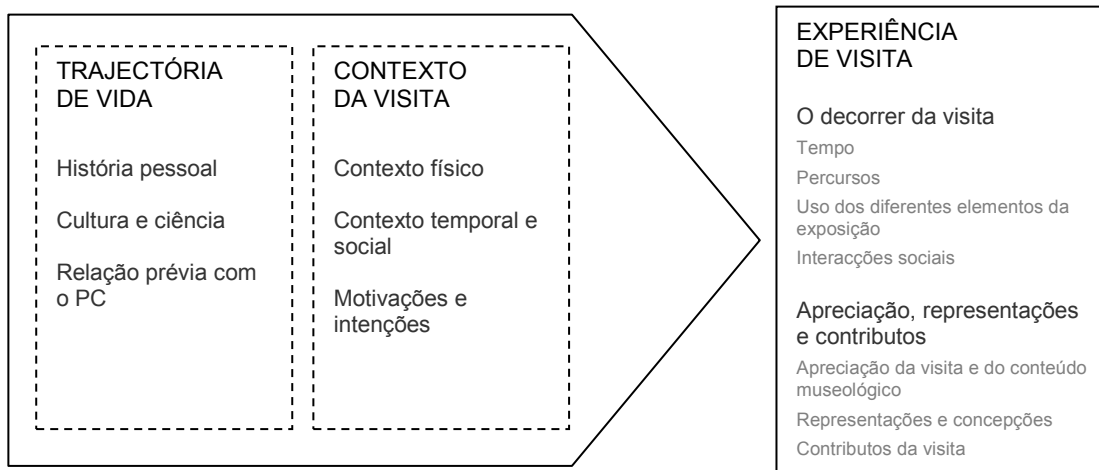 TRAJECTÓRIA
DE VIDA
História pessoal
Cultura e ciência
Relação prévia com
o PC
CONTEXTO
DA VISITA
Contexto físico
Contexto temporal e
social
Motivações e
intenções
EXPERIÊNCIA
DE VISITA
O decorrer da visita
Tempo
Percursos
Uso dos diferentes elementos da
exposição
Interacções sociais
Apreciação, representações
e contributos
Apreciação da visita e do conteúdo
museológico
Representações e concepções
Contributos da visita